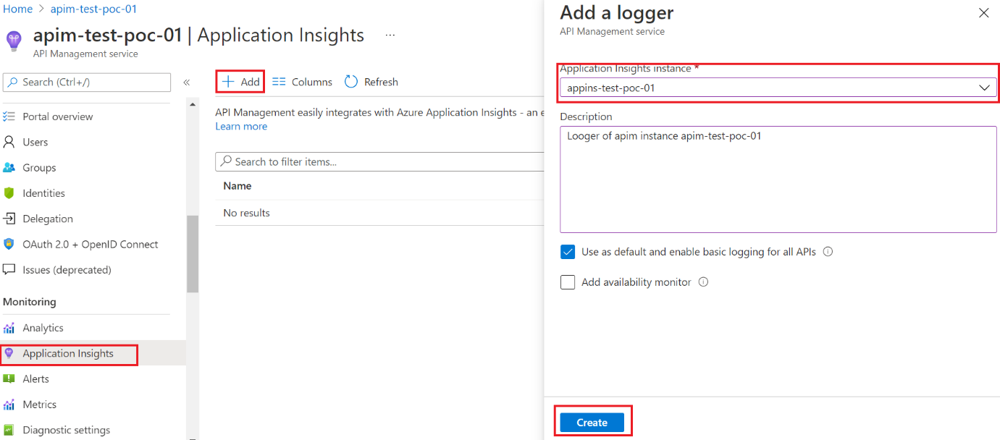 Home > apim-test-poc-01
apim-test-poc-01 | Application Insights ...
API Management service
Search (Ctrl+/)
«
Portal overview
Users
Groups
Identities
Delegation
OAuth 2.0 + OpenID Connect
Issues (deprecated)
Monitoring
Analytics
Application Insights
Alerts
Metrics
Diagnostic settings
+ Add Columns Refresh
API Management easily integrates with Azure Application Insights - an e
Learn more
Search to filter items...
Name
No results
Add a logger
API Management service
Application Insights instance *
appins-test-poc-01
Description
Looger of apim instance apim-test-poc-01
Use as default and enable basic logging for all APIs
Add availability monitor
Create